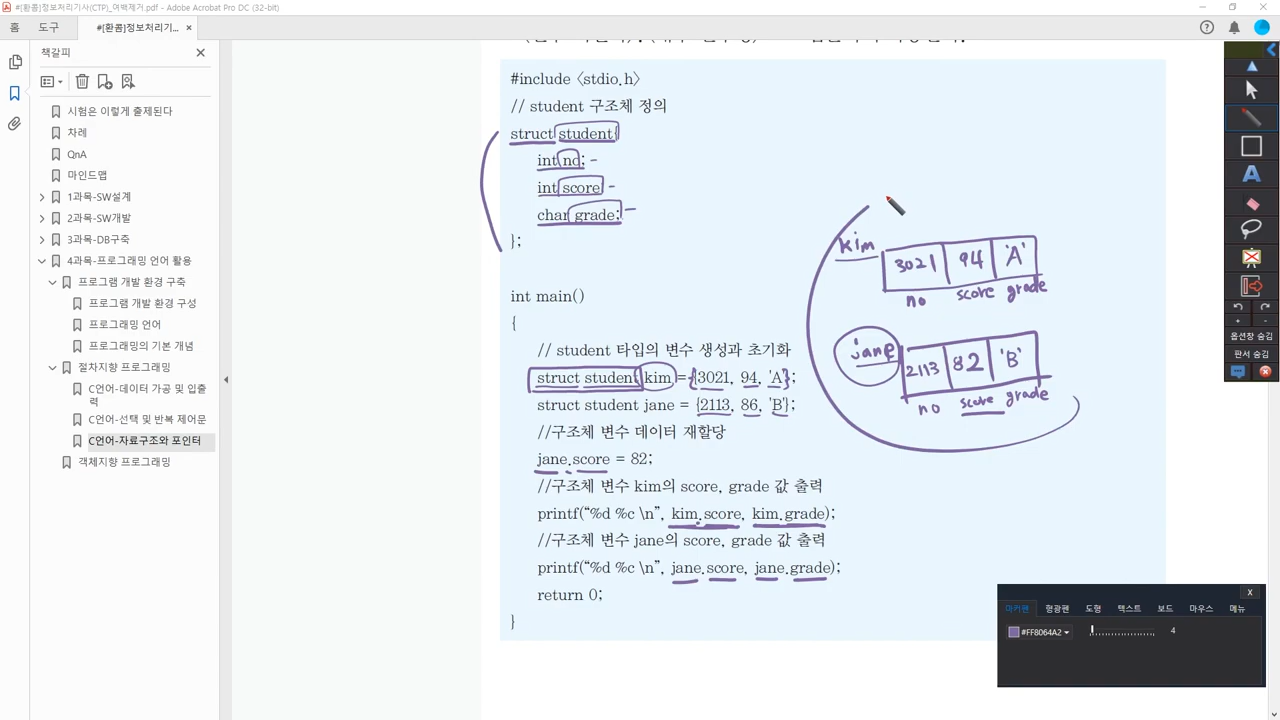 #[환콤]정보처리기사(CTP)_여백제거.pdf - Adobe Acrobat Pro DC (32-bit)
홈 도구 #[환콤]정보처리기... ×
책갈피
시험은 이렇게 출제된다
차례
QnA
마인드맵
1과목-SW설계
2과목-SW개발
3과목-DB구축
4과목-프로그래밍 언어 활용
프로그램 개발 환경 구축
프로그램 개발 환경 구성
프로그래밍 언어
프로그래밍의 기본 개념
절차지향 프로그래밍
C언어-데이터 가공 및 입출
력
C언어-선택 및 반복 제어문
C언어-자료구조와 포인터
객체지향 프로그래밍
#include <stdio.h>
// student 구조체 정의
struct student{
int no;
int score
char grade;
};
int main()
{
// student 타입의 변수 생성과 초기화
struct student kim = {3021, 94, 'A'};
struct student jane = {2113, 86, 'B'};
//구조체 변수 데이터 재할당
jane.score = 82;
//구조체 변수 kim의 score, grade 값 출력
printf("%d %c \n", kim.score, kim.grade);
//구조체 변수 jane의 score, grade 값 출력
printf("%d %c \n", jane.score, jane.grade);
return 0;
}
kim 3021 94 'A'
no score grade
jane 2113 82 'B'
no score grade
옵션창 숨김
판서 숨김
X
마커펜 형광펜 도형 텍스트 보드 마우스 메뉴
#FF8064A2 4